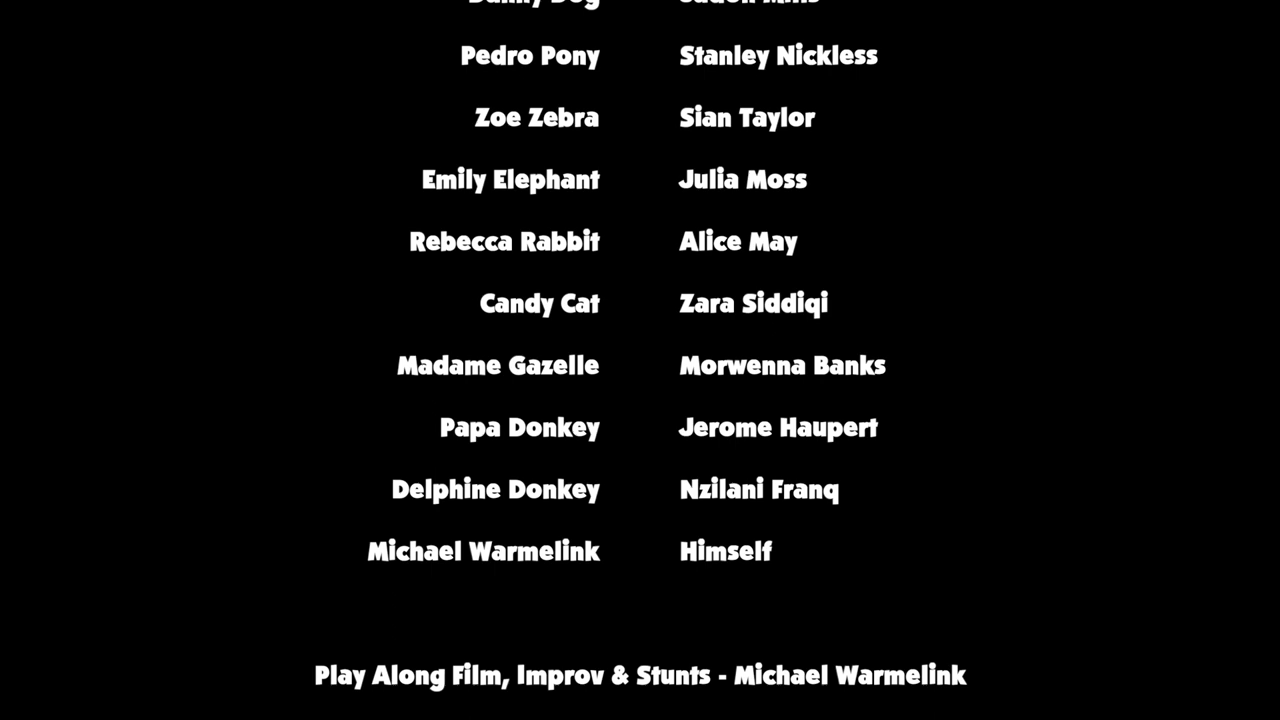 Pedro Pony Stanley Nickless
Zoe Zebra Sian Taylor
Emily Elephant Julia Moss
Rebecca Rabbit Alice May
Candy Cat Zara Siddiqi
Madame Gazelle Morwenna Banks
Papa Donkey Jerome Haupert
Delphine Donkey Nzilani Franq
Michael Warmelink Himself
Play Along Film, Improv & Stunts - Michael Warmelink